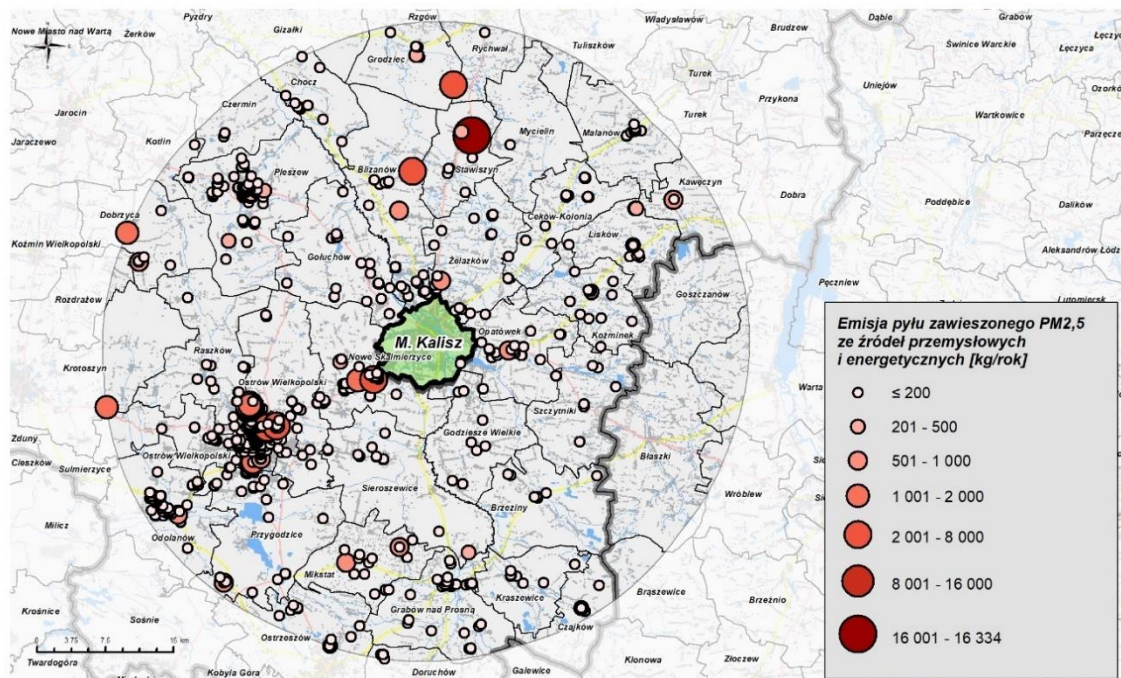 Pyzdry
Rzgów
Władysławów
Dąbie
Grabów
Nowe Miasto nad Wartą
Żerków
Gizałki
Rychwał
Tuliszków
Brudzew
Świnice Warckie
Łęczyca
Grodziec
Turek
Uniejów
Chocz
Przykona
Ozorków
Jarocin
Czermin
Mycielin
Malanów
Turek
Wartkowice
Jaraczewo
Kotlin
Parzęczew
Pleszew
Blizanów
Stawiszyn
Kawęczyn
Dobra
Dobrzyca
Ceków-Kolonia
Poddębice
Dalików
Koźmin Wielkopolski
Lisków
Gołuchów
Żelazków
Aleksandrów Łódz
Pęczniew
Rozdrażew
Goszczanów
Lutomiersk
M. Kalisz
Opatówek
Koźminek
Raszków
Nowe Skalmierzyce
Krotoszyn
Ostrów Wielkopolski
Warta
Szczytniki
Zduny
Godziesze Wielkie
Cieszków
Sulmierzyce
Ostrów Wielkopolski
Błaszki
Sieroszewice
Wróblew
Milicz
Brzeziny
Odolanów
Przygodzice
Mikstat
Kraszewice
Brąszewice
Brzeźnio
Krośnice
Grabów nad Prosną
Sośnie
Czajków
Ostrzeszów
Twardogóra
Kobyla Góra
Doruchów
Galewice
Klonowa
Złoczew
0 3.75 7.5 15 km
Emisja pyłu zawieszonego PM2,5
ze źródeł przemysłowych
i energetycznych [kg/rok]
≤ 200
201 - 500
501 - 1 000
1 001 - 2 000
2 001 - 8 000
8 001 - 16 000
16 001 - 16 334